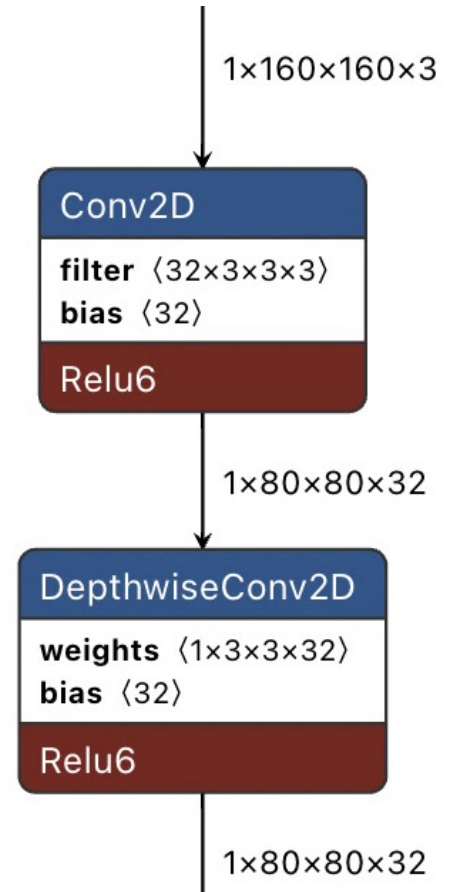 1×160×160×3
Conv2D
filter ⟨32×3×3×3⟩
bias ⟨32⟩
Relu6
1×80×80×32
DepthwiseConv2D
weights ⟨1×3×3×32⟩
bias ⟨32⟩
Relu6
1×80×80×32